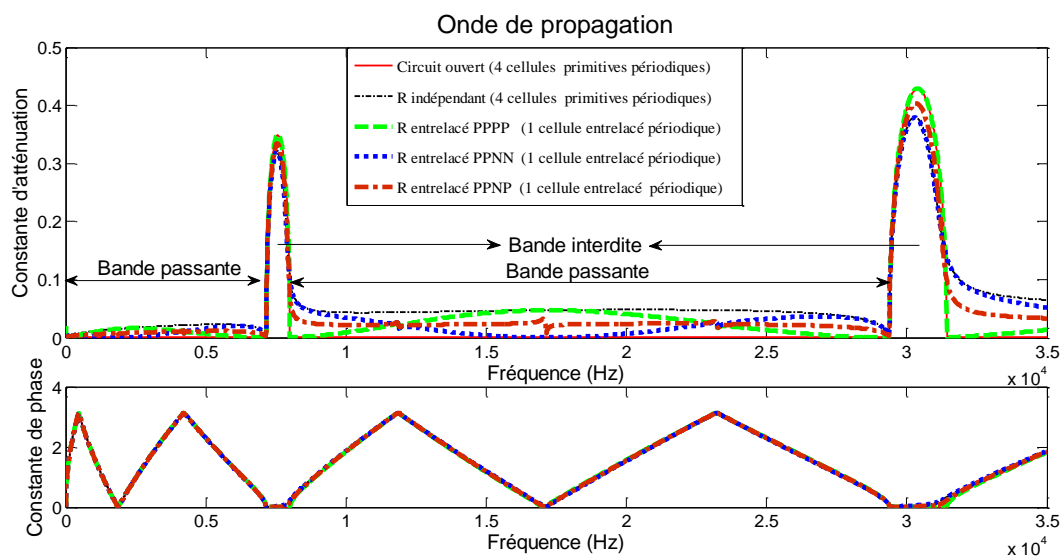 Onde de propagation
Constante d'atténuation
0.5
0.4
0.3
0.2
0.1
0
Circuit ouvert (4 cellules primitives périodiques)
R indépendant (4 cellules primitives périodiques)
R entrelacé PPPP (1 cellule entrelacé périodique)
R entrelacé PPNN (1 cellule entrelacé périodique)
R entrelacé PPNP (1 cellule entrelacé périodique)
Bande interdite
Bande passante
Bande passante
0 0.5 1 1.5 2 2.5 3 3.5
x 10^4
Fréquence (Hz)
Constante de phase
4
2
0
0 0.5 1 1.5 2 2.5 3 3.5
x 10^4
Fréquence (Hz)